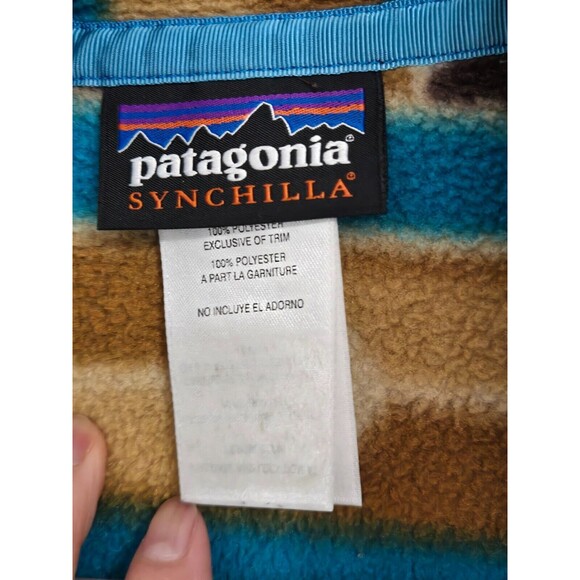 patagonia®
SYNCHILLA®
100% POLYESTER
EXCLUSIVE OF TRIM
100% POLYESTER
A PART LA GARNITURE
NO INCLUYE EL ADORNO